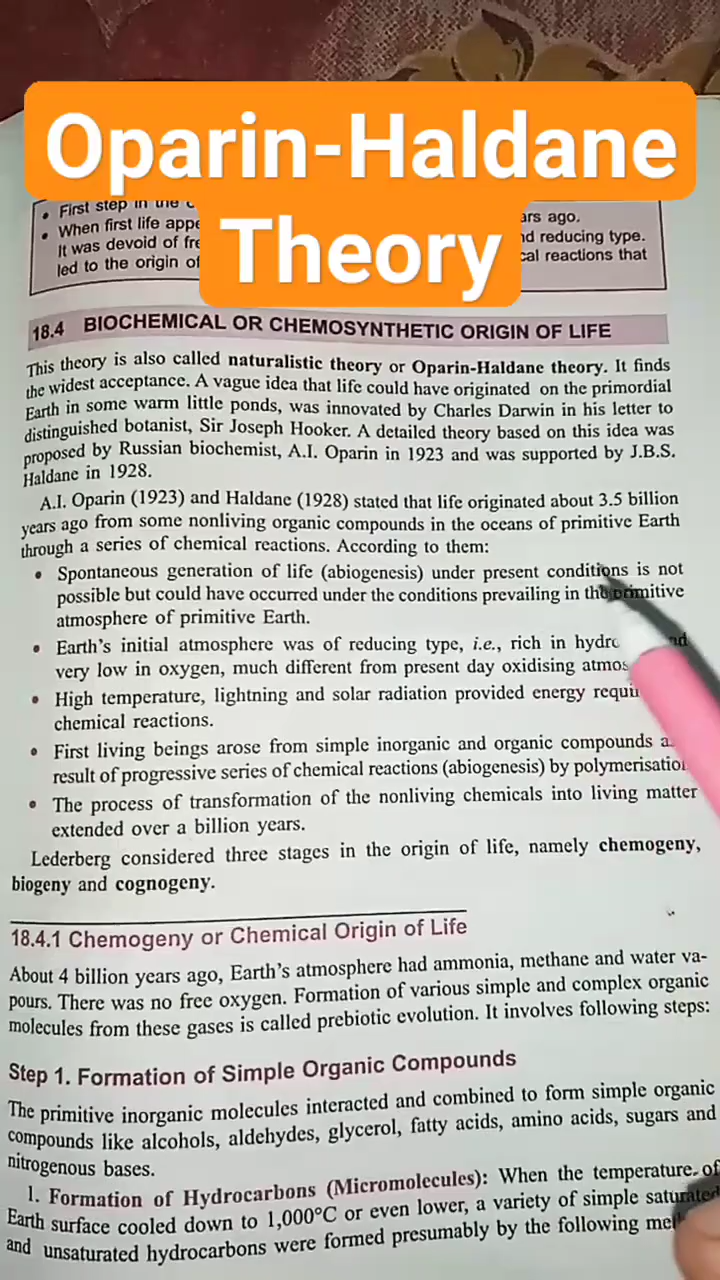 Oparin-Haldane
Theory
• First step in the
• When first life appe ars ago.
It was devoid of fre nd reducing type.
led to the origin of cal reactions that
18.4 BIOCHEMICAL OR CHEMOSYNTHETIC ORIGIN OF LIFE
This theory is also called naturalistic theory or Oparin-Haldane theory. It finds
the widest acceptance. A vague idea that life could have originated on the primordial
Earth in some warm little ponds, was innovated by Charles Darwin in his letter to
distinguished botanist, Sir Joseph Hooker. A detailed theory based on this idea was
proposed by Russian biochemist, A.I. Oparin in 1923 and was supported by J.B.S.
Haldane in 1928.
A.I. Oparin (1923) and Haldane (1928) stated that life originated about 3.5 billion
years ago from some nonliving organic compounds in the oceans of primitive Earth
through a series of chemical reactions. According to them:
• Spontaneous generation of life (abiogenesis) under present conditions is not
possible but could have occurred under the conditions prevailing in the primitive
atmosphere of primitive Earth.
• Earth's initial atmosphere was of reducing type, i.e., rich in hydro
very low in oxygen, much different from present day oxidising atmos
• High temperature, lightning and solar radiation provided energy requi
chemical reactions.
• First living beings arose from simple inorganic and organic compounds a
result of progressive series of chemical reactions (abiogenesis) by polymerisation
• The process of transformation of the nonliving chemicals into living matter
extended over a billion years.
Lederberg considered three stages in the origin of life, namely chemogeny,
biogeny and cognogeny.
18.4.1 Chemogeny or Chemical Origin of Life
About 4 billion years ago, Earth's atmosphere had ammonia, methane and water va-
pours. There was no free oxygen. Formation of various simple and complex organic
molecules from these gases is called prebiotic evolution. It involves following steps:
Step 1. Formation of Simple Organic Compounds
The primitive inorganic molecules interacted and combined to form simple organic
compounds like alcohols, aldehydes, glycerol, fatty acids, amino acids, sugars and
nitrogenous bases.
1. Formation of Hydrocarbons (Micromolecules): When the temperature of
Earth surface cooled down to 1,000°C or even lower, a variety of simple saturated
and unsaturated hydrocarbons were formed presumably by the following me